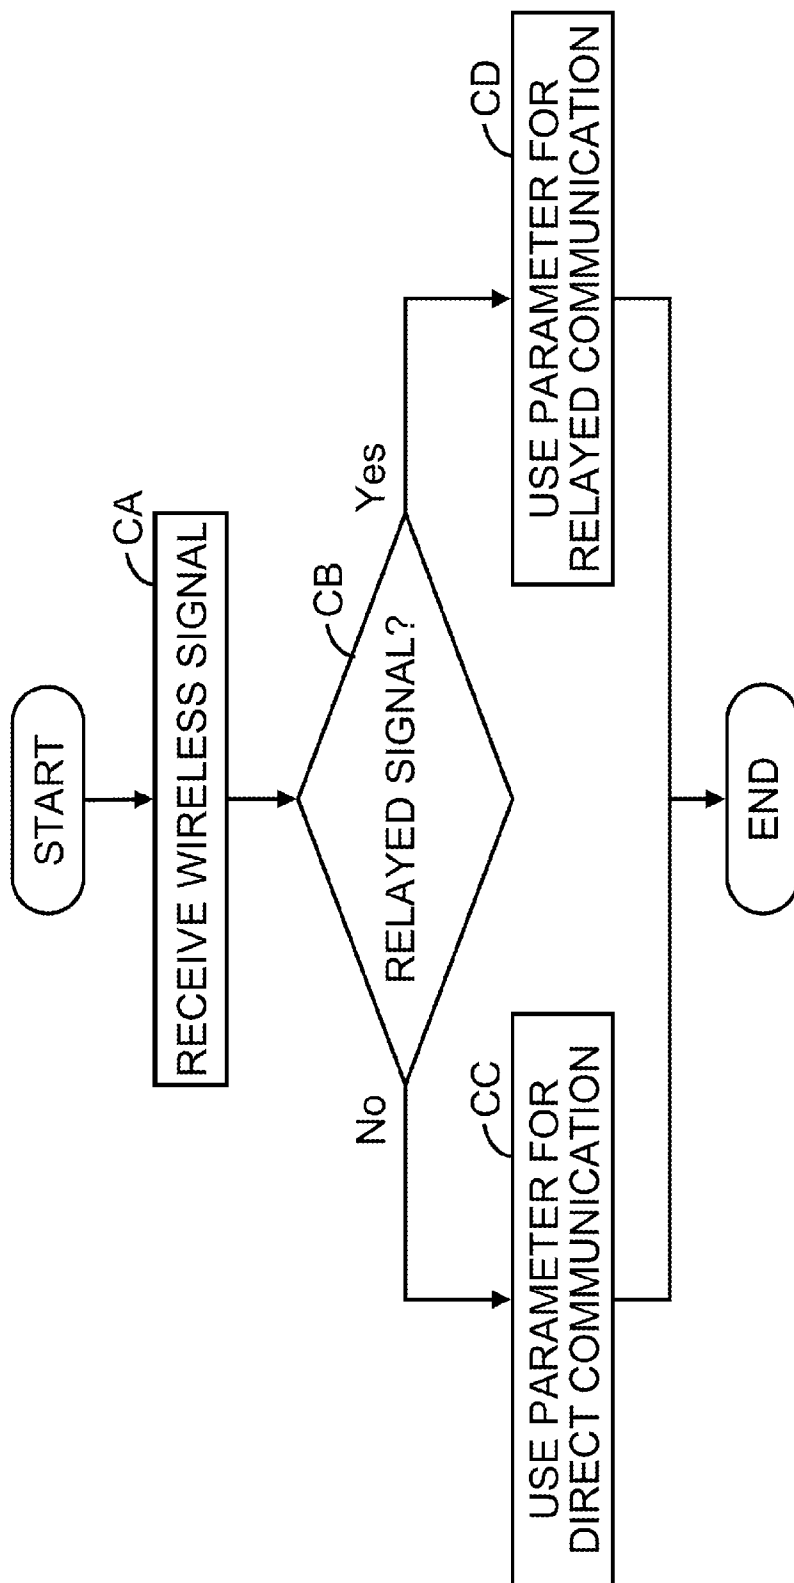 START
CA
RECEIVE WIRELESS SIGNAL
CB
RELAYED SIGNAL?
No
Yes
CC
USE PARAMETER FOR
DIRECT COMMUNICATION
CD
USE PARAMETER FOR
RELAYED COMMUNICATION
END